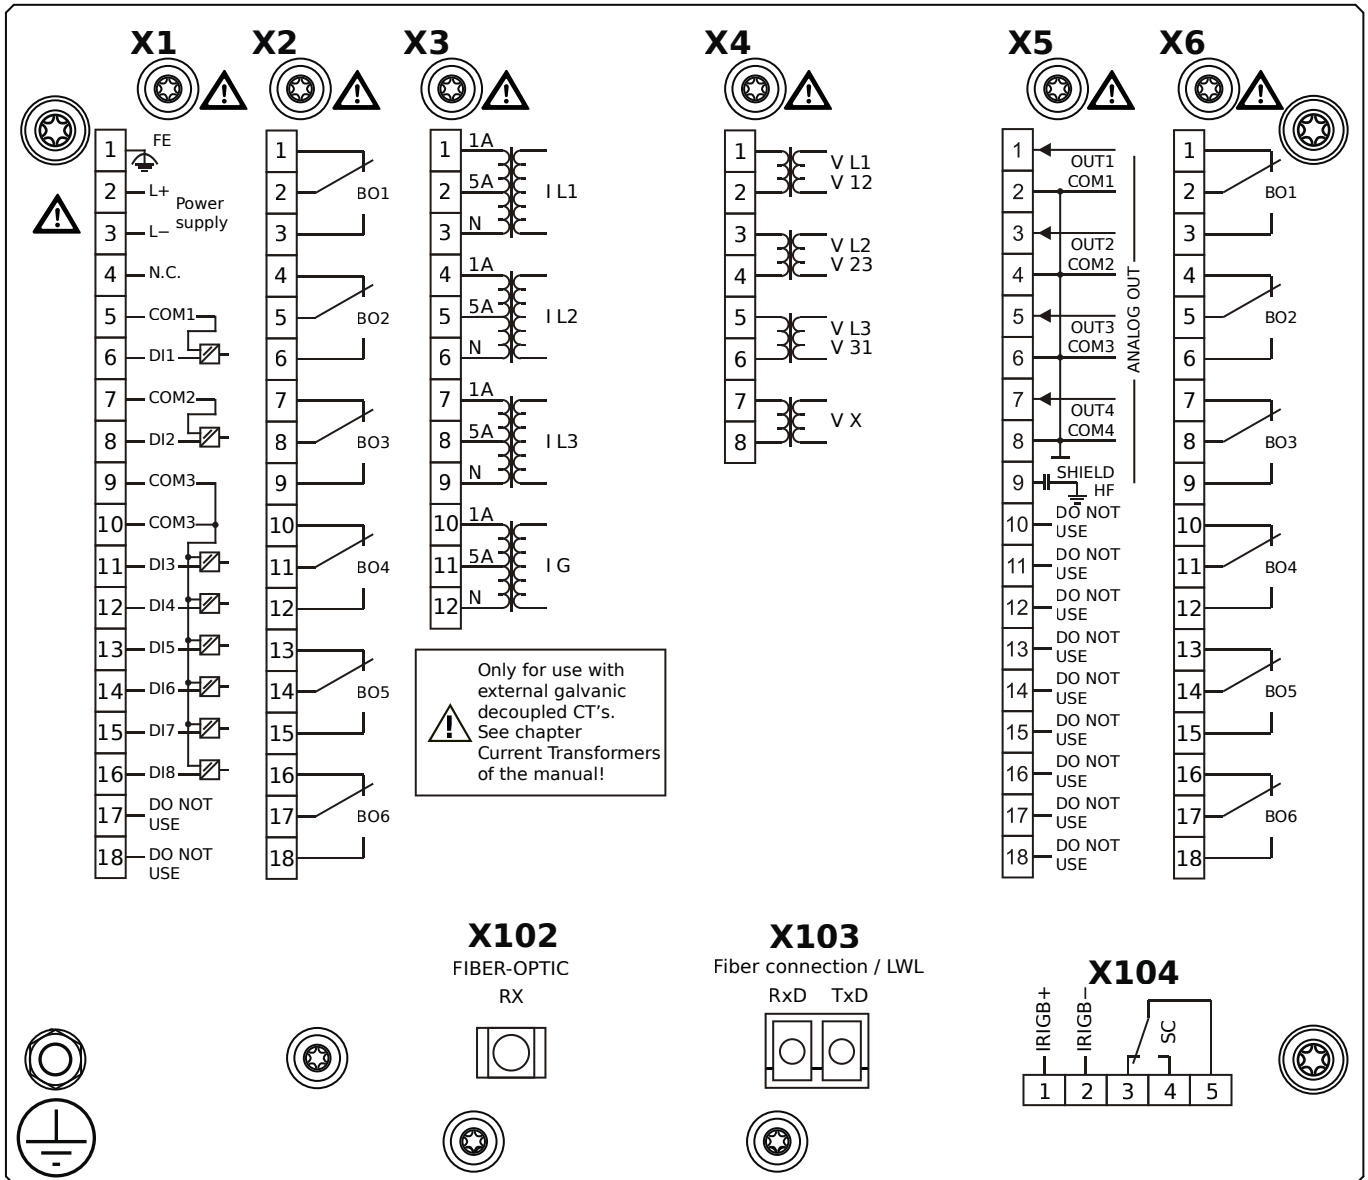 X1 X2 X3 X4 X5 X6
1 FE
2 L+
Power
supply
3 L−
4 N.C.
5 COM1
6 DI1
7 COM2
8 DI2
9 COM3
10 COM3
11 DI3
12 DI4
13 DI5
14 DI6
15 DI7
16 DI8
17 DO NOT
USE
18 DO NOT
USE
1
2 BO1
3
4
5 BO2
6
7
8 BO3
9
10
11 BO4
12
13
14 BO5
15
16
17 BO6
18
1 1A
2 5A I L1
3 N
4 1A
5 5A I L2
6 N
7 1A
8 5A I L3
9 N
10 1A
11 5A I G
12 N
Only for use with
external galvanic
decoupled CT's.
See chapter
Current Transformers
of the manual!
1 V L1
2 V 12
3 V L2
4 V 23
5 V L3
6 V 31
7 V X
8
1 OUT1
2 COM1
3 OUT2
4 COM2
5 OUT3
6 COM3
7 OUT4
8 COM4
ANALOG OUT
9 SHIELD
HF
10 DO NOT
USE
11 DO NOT
USE
12 DO NOT
USE
13 DO NOT
USE
14 DO NOT
USE
15 DO NOT
USE
16 DO NOT
USE
17 DO NOT
USE
18 DO NOT
USE
1
2 BO1
3
4
5 BO2
6
7
8 BO3
9
10
11 BO4
12
13
14 BO5
15
16
17 BO6
18
X102
FIBER-OPTIC
RX
X103
Fiber connection / LWL
RxD TxD
X104
IRIGB+
IRIGB−
SC
1 2 3 4 5